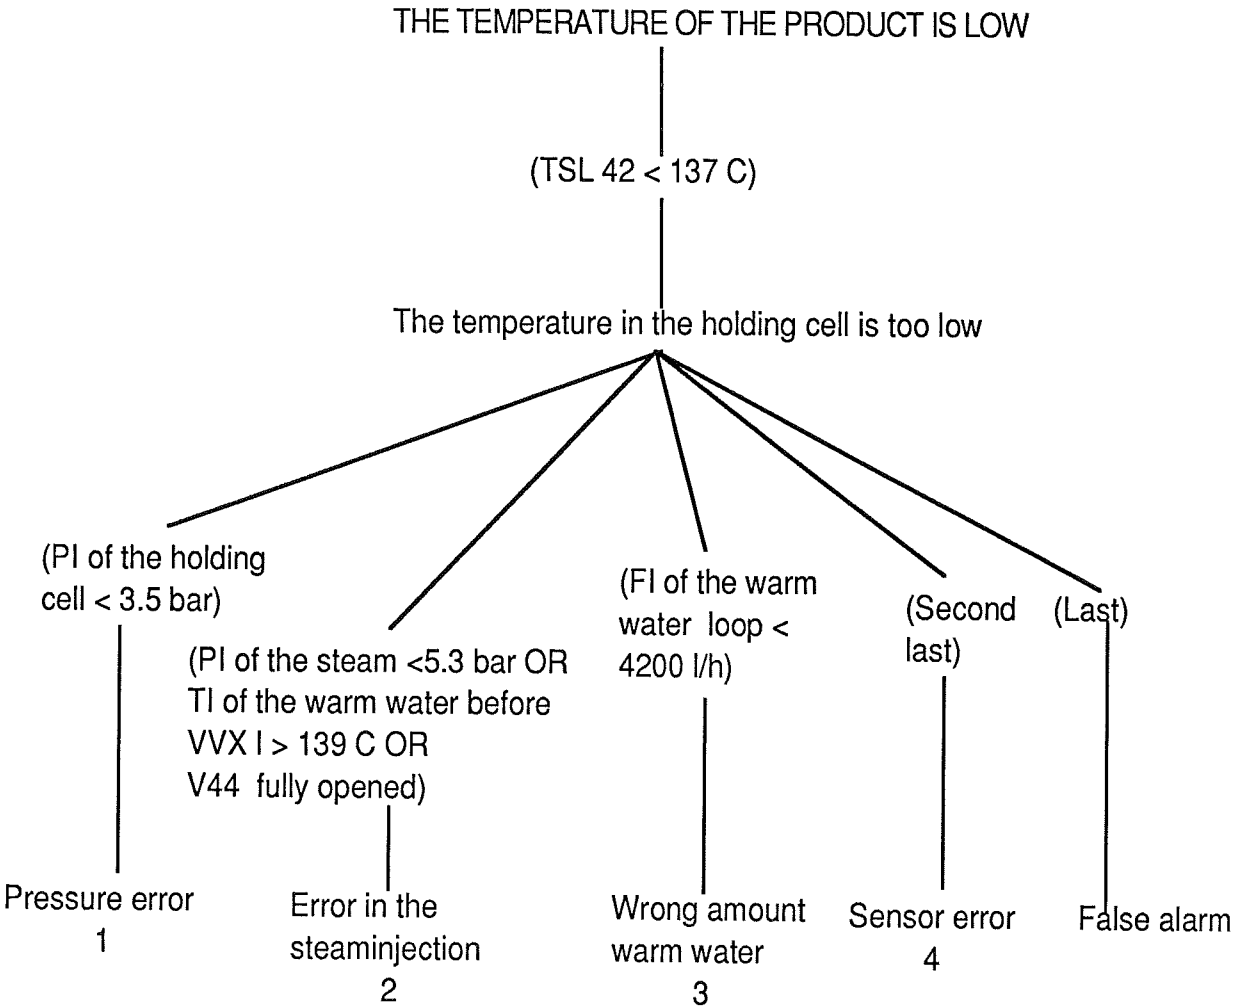 THE TEMPERATURE OF THE PRODUCT IS LOW
(TSL 42 < 137 C)
The temperature in the holding cell is too low
(PI of the holding
cell < 3.5 bar)
(PI of the steam <5.3 bar OR
TI of the warm water before
VVX I > 139 C OR
V44 fully opened)
(FI of the warm
water loop <
4200 l/h)
(Second
last)
(Last)
Pressure error
1
Error in the
steaminjection
2
Wrong amount
warm water
3
Sensor error
4
False alarm